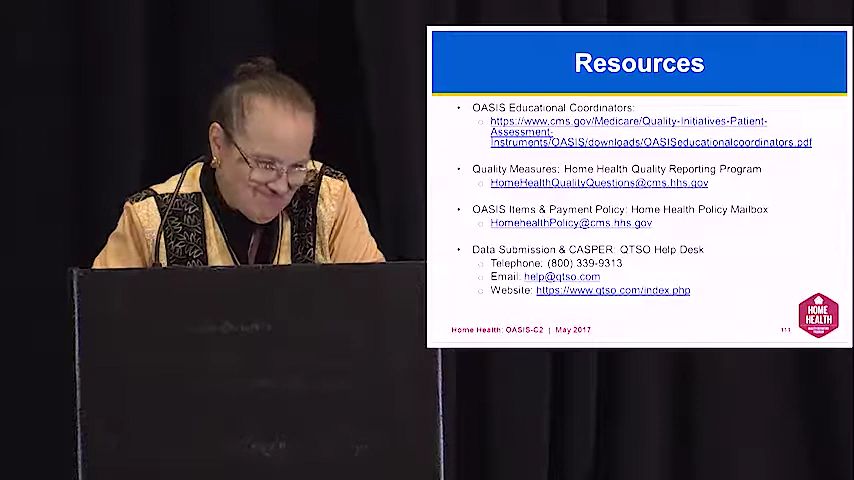 Resources
• OASIS Educational Coordinators:
○ https://www.cms.gov/Medicare/Quality-Initiatives-Patient-
Assessment-
Instruments/OASIS/downloads/OASISeducationalcoordinators.pdf
• Quality Measures: Home Health Quality Reporting Program
○ HomeHealthQualityQuestions@cms.hhs.gov
• OASIS Items & Payment Policy: Home Health Policy Mailbox
○ HomehealthPolicy@cms.hhs.gov
• Data Submission & CASPER: QTSO Help Desk
○ Telephone: (800) 339-9313
○ Email: help@qtso.com
○ Website: https://www.qtso.com/index.php
Home Health: OASIS-C2 | May 2017
111
HOME
HEALTH